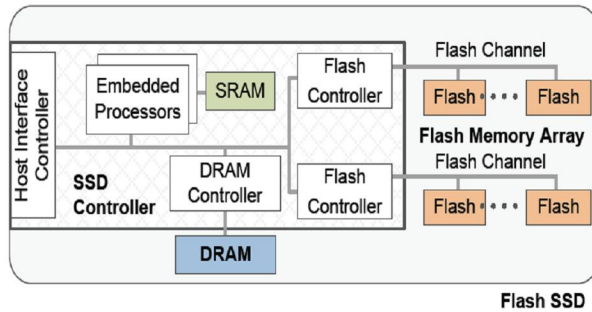 Host Interface
Controller
Embedded
Processors
SRAM
SSD
Controller
DRAM
Controller
DRAM
Flash
Controller
Flash
Controller
Flash Channel
Flash
Flash
Flash Memory Array
Flash Channel
Flash
Flash
Flash SSD